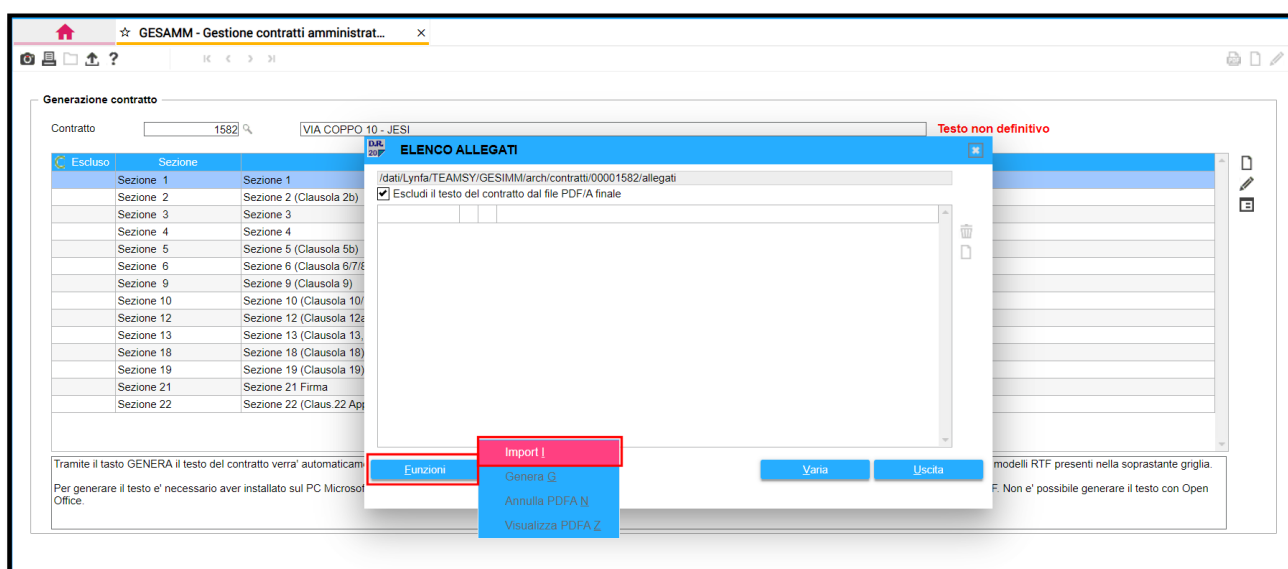 ☆ GESAMM - Gestione contratti amministrat... ×
?
Generazione contratto
Contratto 1582 VIA COPPO 10 - JESI Testo non definitivo
Escluso Sezione
Sezione 1 Sezione 1
Sezione 2 Sezione 2 (Clausola 2b)
Sezione 3 Sezione 3
Sezione 4 Sezione 4
Sezione 5 Sezione 5 (Clausola 5b)
Sezione 6 Sezione 6 (Clausola 6/7/8
Sezione 9 Sezione 9 (Clausola 9)
Sezione 10 Sezione 10 (Clausola 10/
Sezione 12 Sezione 12 (Clausola 12a
Sezione 13 Sezione 13 (Clausola 13,
Sezione 18 Sezione 18 (Clausola 18)
Sezione 19 Sezione 19 (Clausola 19)
Sezione 21 Sezione 21 Firma
Sezione 22 Sezione 22 (Claus.22 App
Tramite il tasto GENERA il testo del contratto verra' automaticam
modelli RTF presenti nella soprastante griglia.
Per generare il testo e' necessario aver installato sul PC Microsof
F. Non e' possibile generare il testo con Open
Office.
D.R.
20
ELENCO ALLEGATI
/dati/Lynfa/TEAMSY/GESIMM/arch/contratti/00001582/allegati
Escludi il testo del contratto dal file PDF/A finale
Funzioni
Varia
Uscita
Import I
Genera G
Annulla PDFA N
Visualizza PDFA Z